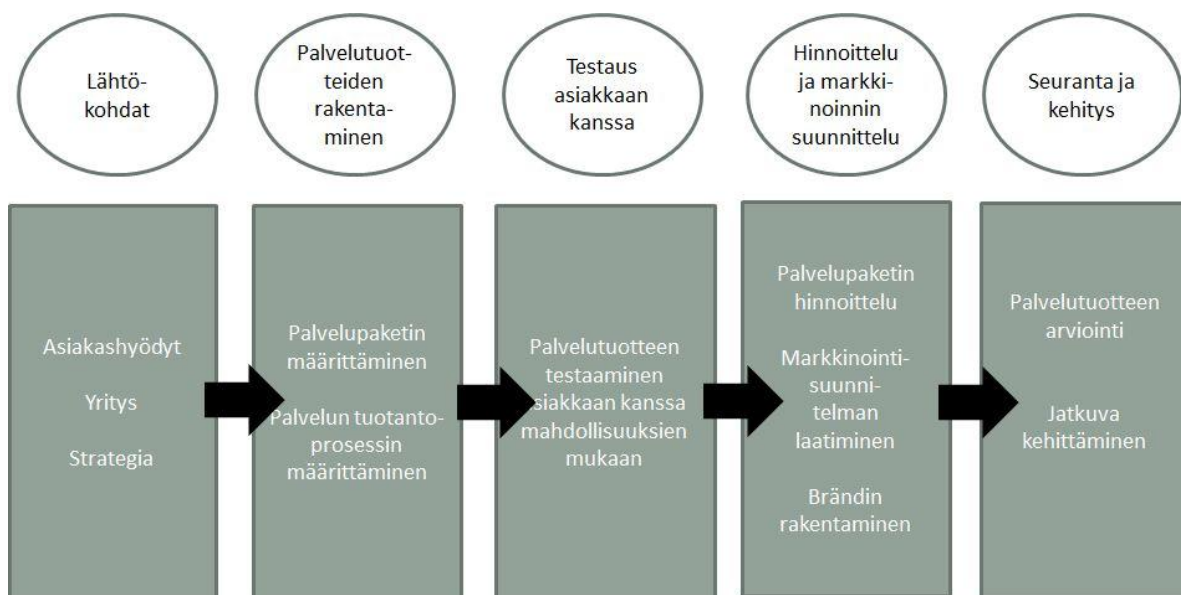 Lähtö-
kohdat
Palvelutuot-
teiden
rakenta-
minen
Testaus
asiakkaan
kanssa
Hinnoittelu
ja markki-
noinnin
suunnittelu
Seuranta ja
kehitys
Asiakashyödyt
Yritys
Strategia
Palvelupaketin
määrittäminen
Palvelun tuotanto-
prosessin
määrittäminen
Palvelutuotteen
testaaminen
asiakkaan kanssa
mahdollisuuksien
mukaan
Palvelupaketin
hinnoittelu
Markkinointi-
suunni-
telman
laatiminen
Brändin
rakentaminen
Palvelutuotteen
arviointi
Jatkuva
kehittäminen